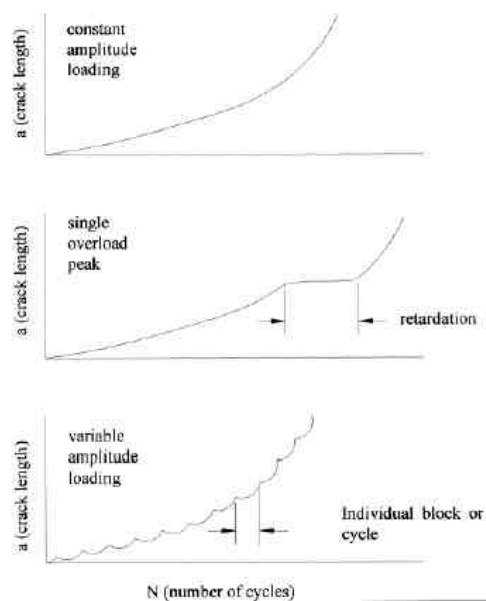 constant
amplitude
loading
a (crack length)
single
overload
peak
a (crack length)
retardation
variable
amplitude
loading
a (crack length)
Individual block or
cycle
N (number of cycles)